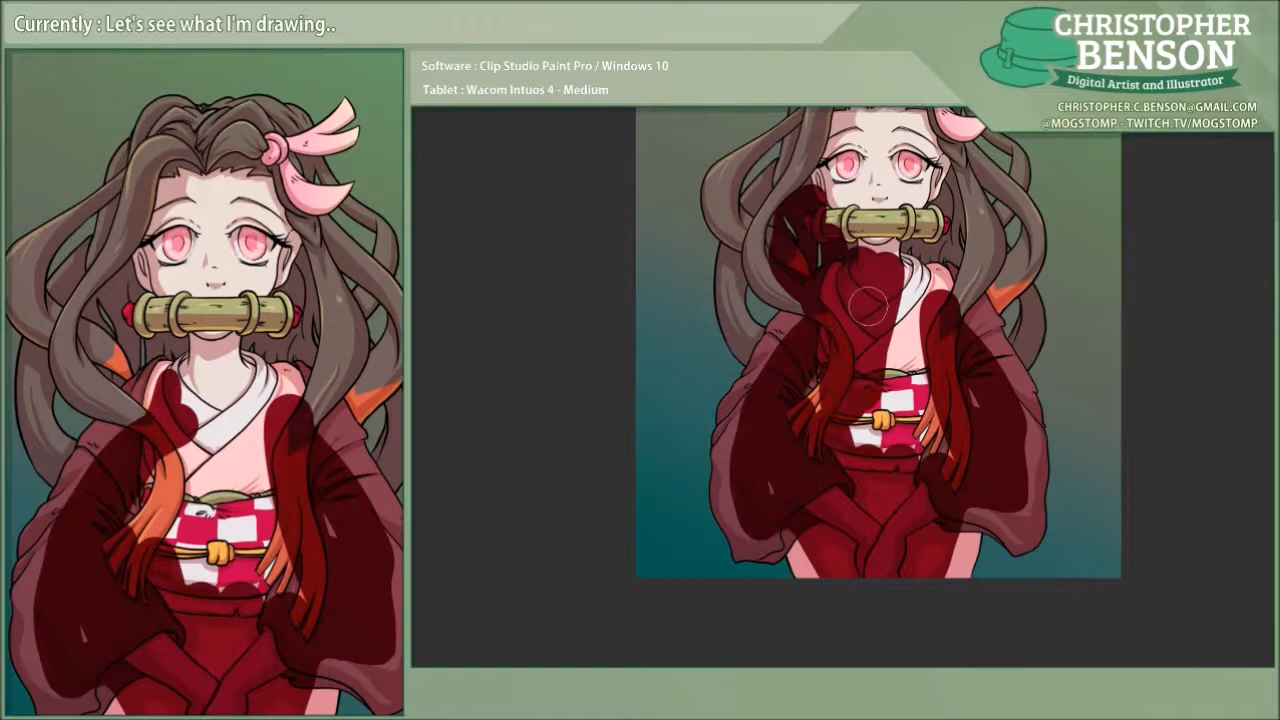 Currently : Let's see what I'm drawing..
Software : Clip Studio Paint Pro / Windows 10
Tablet : Wacom Intuos 4 - Medium
CHRISTOPHER
BENSON
Digital Artist and Illustrator
CHRISTOPHER.C.BENSON@GMAIL.COM
@MOGSTOMP - TWITCH.TV/MOGSTOMP